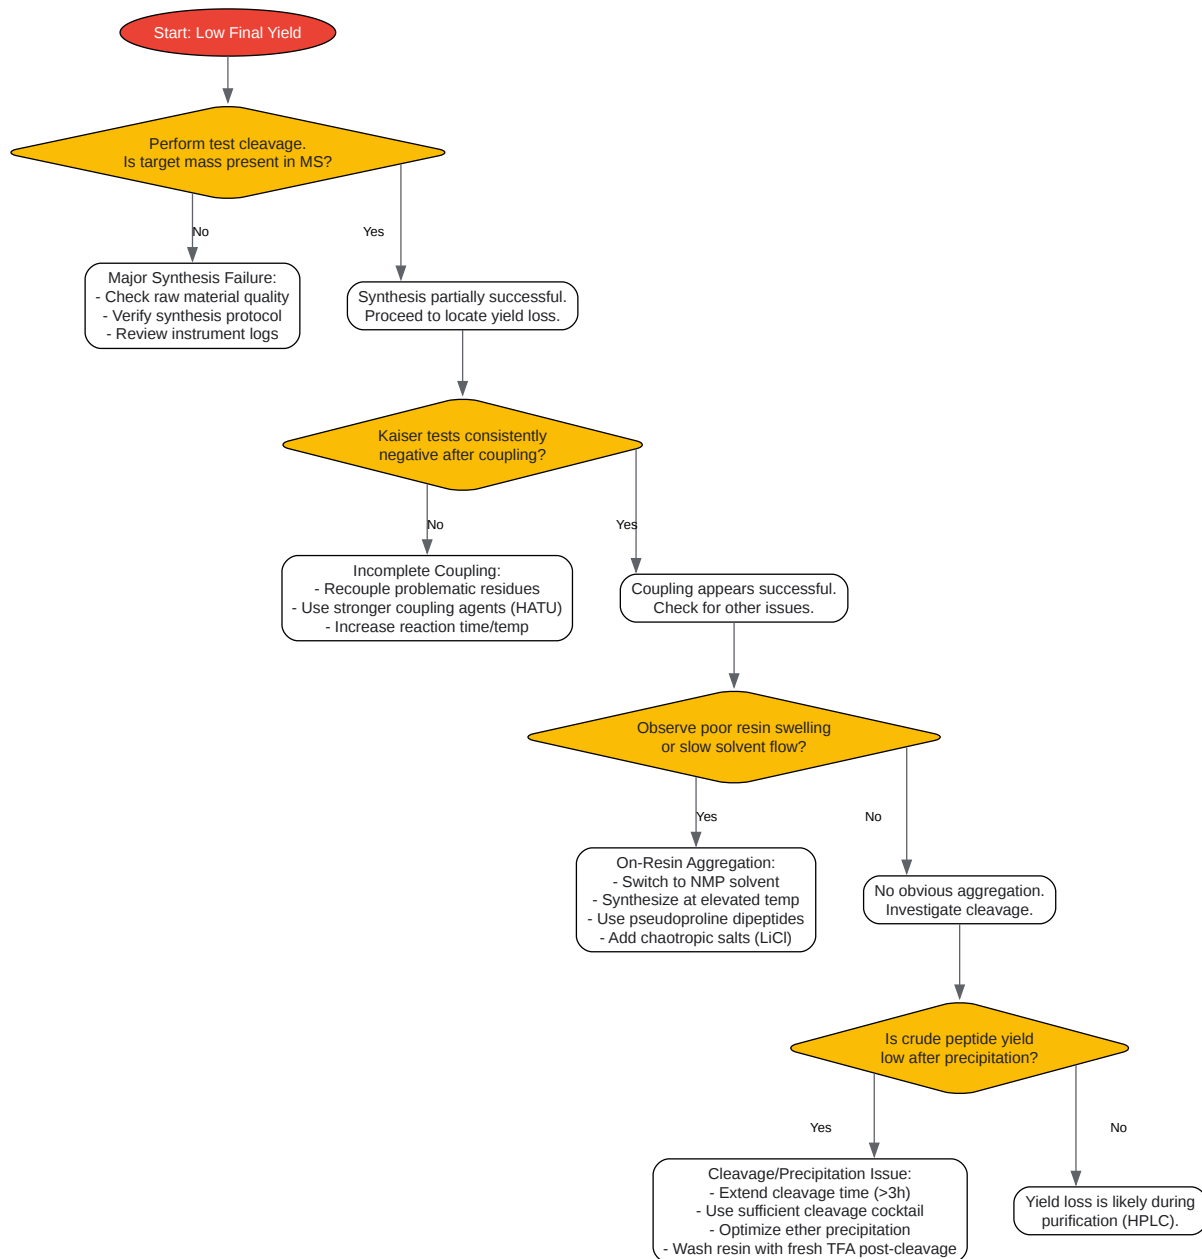 Start: Low Final Yield
Perform test cleavage.
Is target mass present in MS?
No
Yes
Major Synthesis Failure:
- Check raw material quality
- Verify synthesis protocol
- Review instrument logs
Synthesis partially successful.
Proceed to locate yield loss.
Kaiser tests consistently
negative after coupling?
No
Yes
Incomplete Coupling:
- Recouple problematic residues
- Use stronger coupling agents (HATU)
- Increase reaction time/temp
Coupling appears successful.
Check for other issues.
Observe poor resin swelling
or slow solvent flow?
Yes
No
On-Resin Aggregation:
- Switch to NMP solvent
- Synthesize at elevated temp
- Use pseudoproline dipeptides
- Add chaotropic salts (LiCl)
No obvious aggregation.
Investigate cleavage.
Is crude peptide yield
low after precipitation?
Yes
No
Cleavage/Precipitation Issue:
- Extend cleavage time (>3h)
- Use sufficient cleavage cocktail
- Optimize ether precipitation
- Wash resin with fresh TFA post-cleavage
Yield loss is likely during
purification (HPLC).